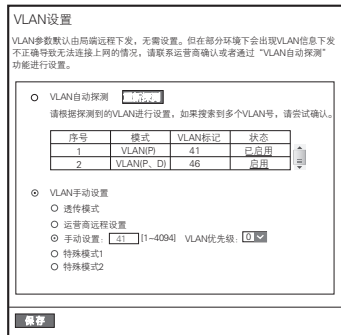 VLAN设置
VLAN参数默认由局端远程下发，无需设置。但在部分环境下会出现VLAN信息下发
不正确导致无法连接上网的情况，请联系运营商确认或者通过“VLAN自动探测”
功能进行设置。
VLAN自动探测
请根据探测到的VLAN进行设置，如果搜索到多个VLAN号，请尝试确认。
序号 模式 VLAN标记 状态
1 VLAN(P) 41 已启用
2 VLAN(P、D) 46 启用
VLAN手动设置
透传模式
运营商远程设置
手动设置: 41 [1-4094] VLAN优先级: 0
特殊模式1
特殊模式2
保存